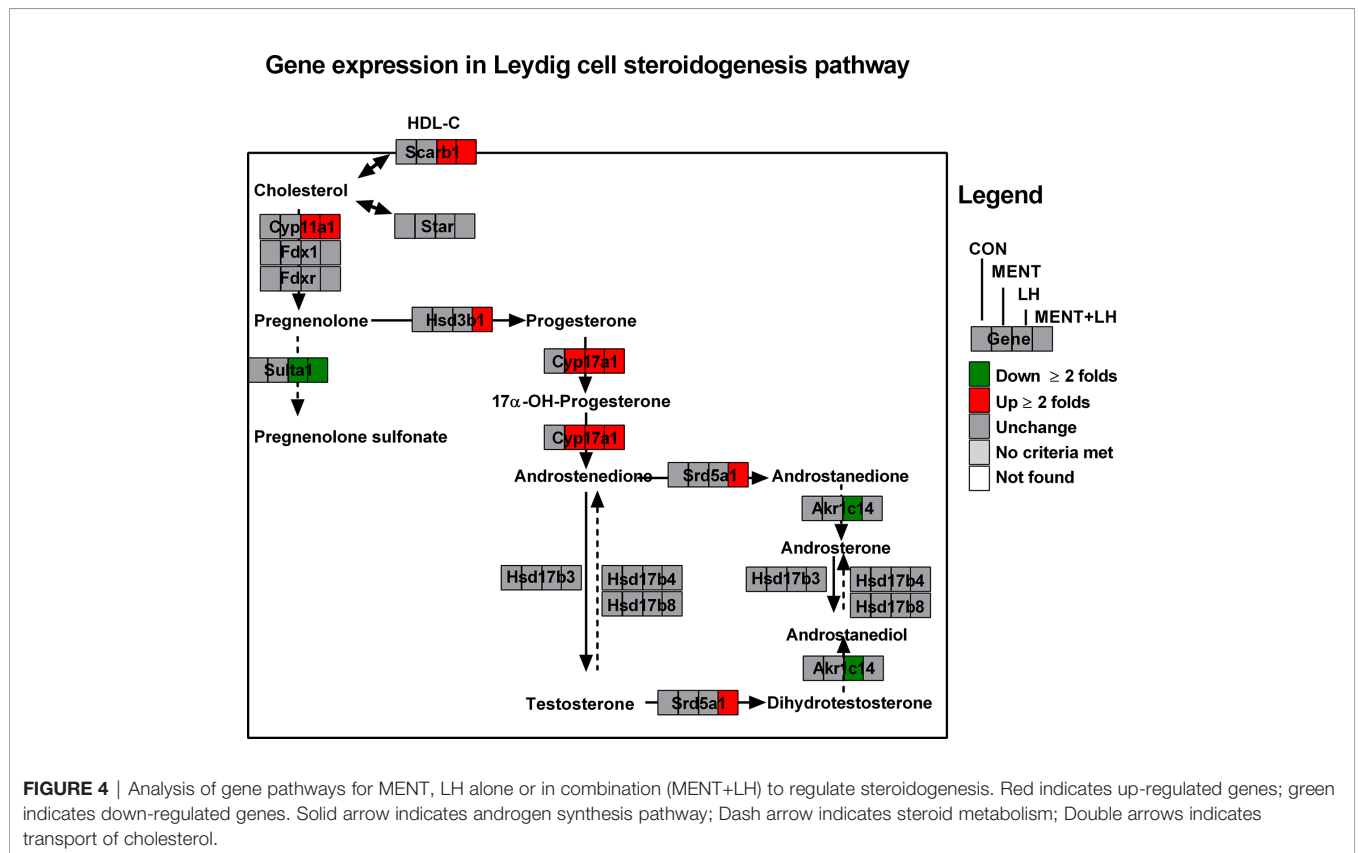 Gene expression in Leydig cell steroidogenesis pathway
HDL-C
Scarb1
Cholesterol
Cyp11a1
Star
Fdx1
Fdxr
Pregnenolone
Hsd3b1
Progesterone
Sulta1
Cyp17a1
17α-OH-Progesterone
Pregnenolone sulfonate
Cyp17a1
Androstenedione
Srd5a1
Androstanedione
Akr1c14
Androsterone
Hsd17b3
Hsd17b4
Hsd17b8
Hsd17b3
Hsd17b4
Hsd17b8
Androstanediol
Akr1c14
Testosterone
Srd5a1
Dihydrotestosterone
Legend
CON
MENT
LH
MENT+LH
Gene
Down ≥ 2 folds
Up ≥ 2 folds
Unchange
No criteria met
Not found
FIGURE 4 | Analysis of gene pathways for MENT, LH alone or in combination (MENT+LH) to regulate steroidogenesis. Red indicates up-regulated genes; green
indicates down-regulated genes. Solid arrow indicates androgen synthesis pathway; Dash arrow indicates steroid metabolism; Double arrows indicates
transport of cholesterol.